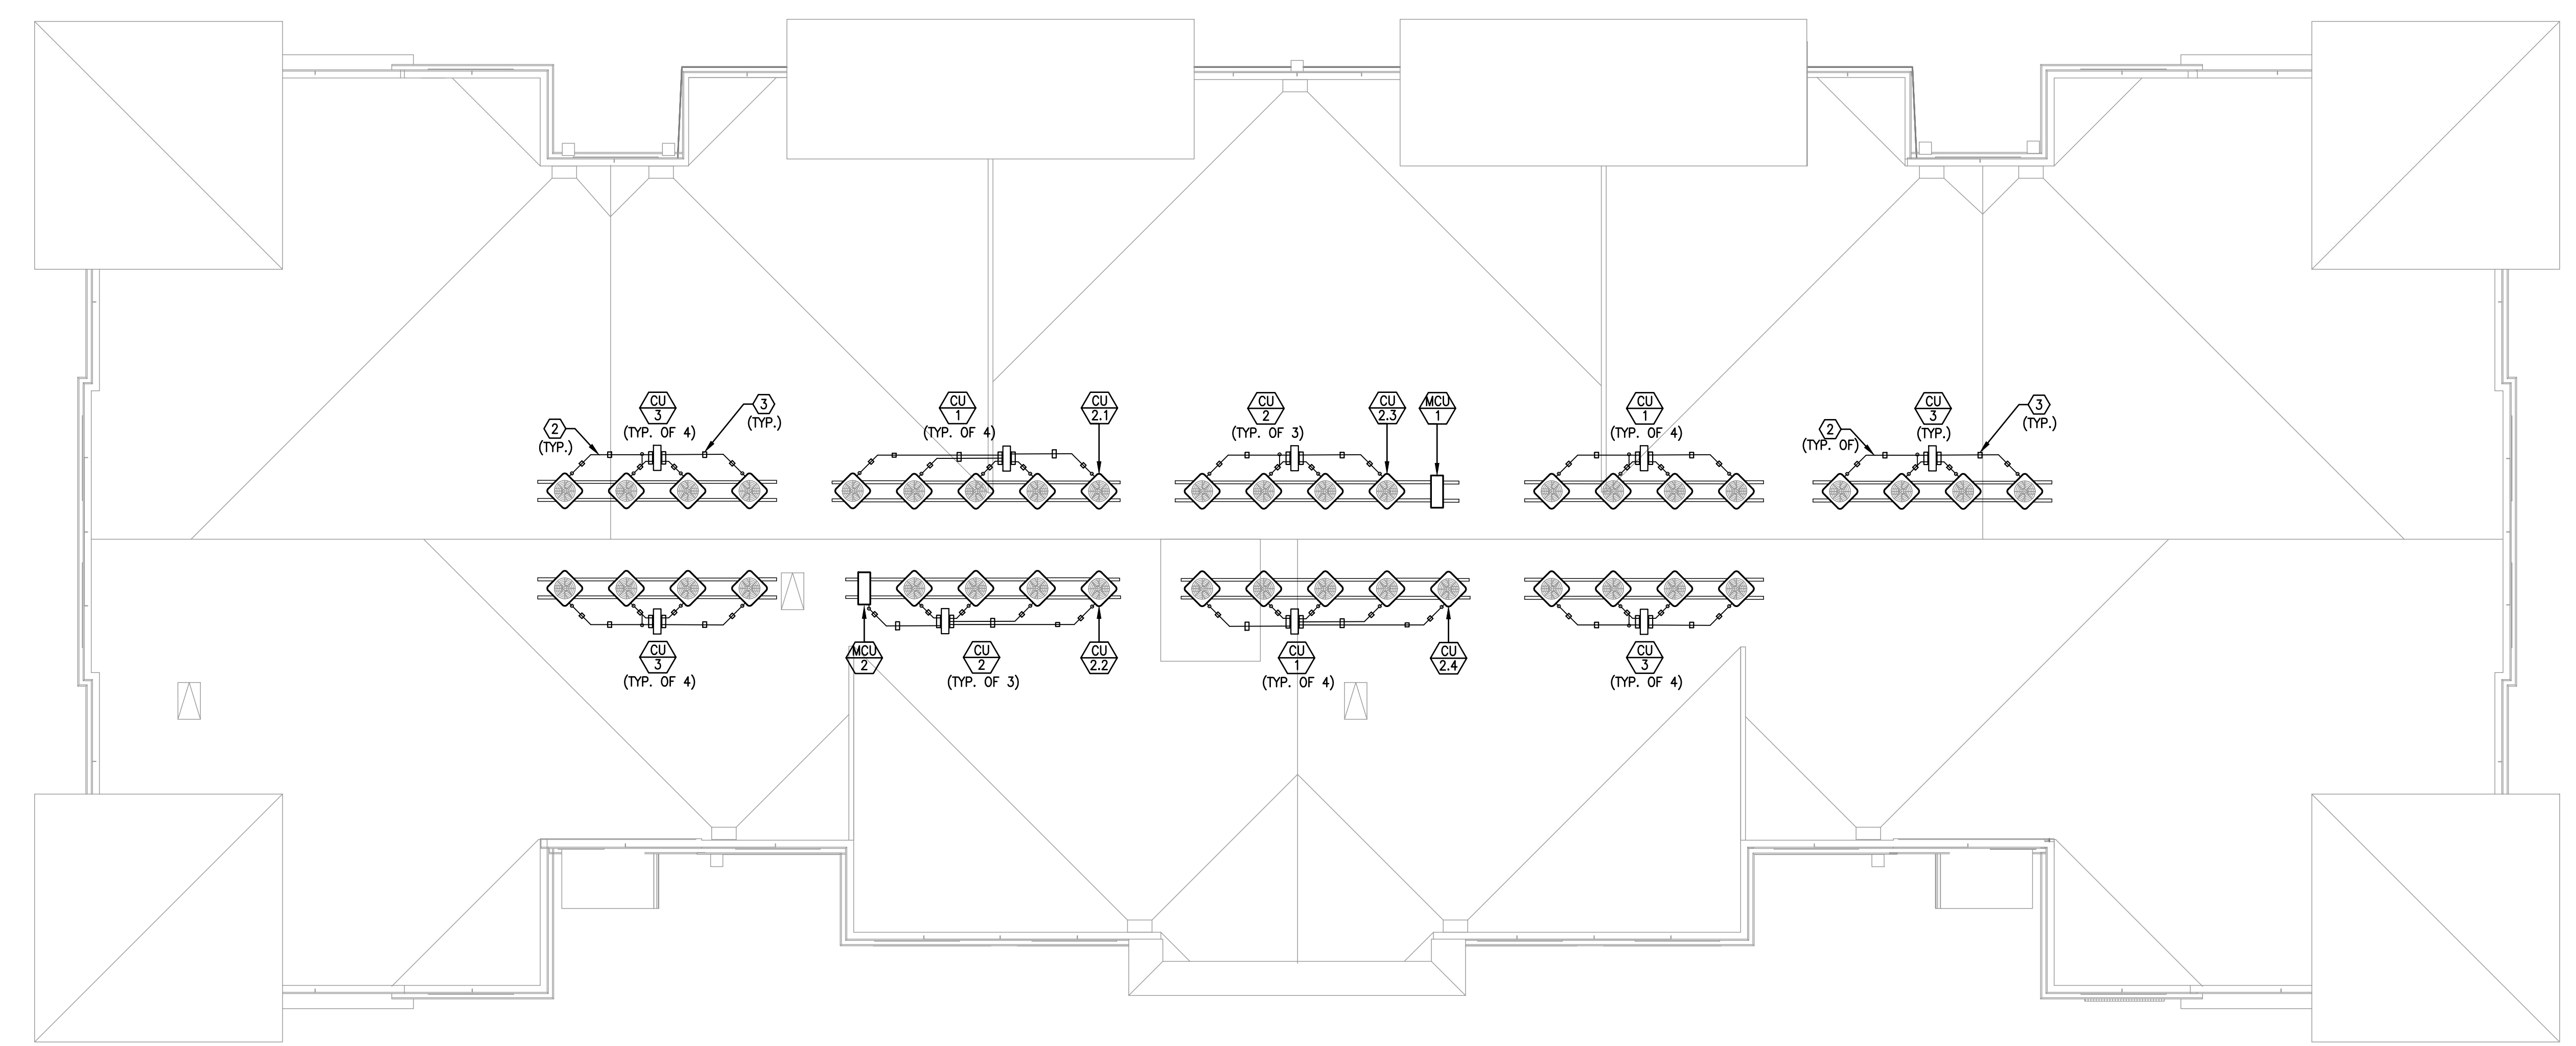 CU
3
(TYP. OF 4)
2
(TYP.)
3
(TYP.)
CU
1
(TYP. OF 4)
CU
2.1
CU
2
(TYP. OF 3)
CU
2.3
MCU
1
CU
1
(TYP. OF 4)
2
(TYP. OF)
CU
3
(TYP.)
3
(TYP.)
CU
3
(TYP. OF 4)
MCU
2
CU
2
(TYP. OF 3)
CU
2.2
CU
1
(TYP. OF 4)
CU
2.4
CU
3
(TYP. OF 4)